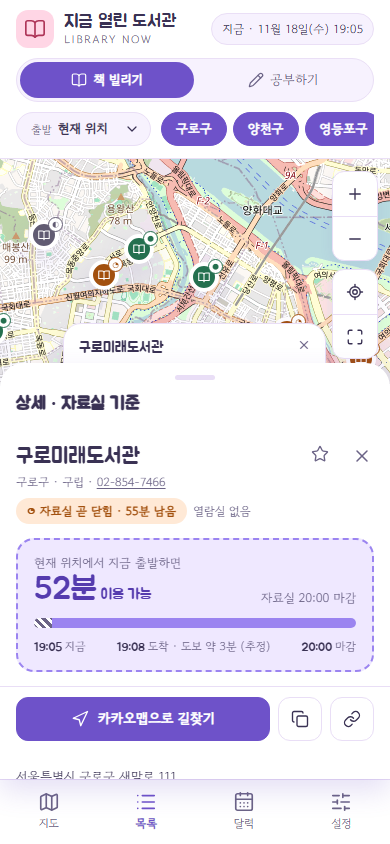 지금 열린 도서관
LIBRARY NOW
지금 · 11월 18일(수) 19:05
책 빌리기
공부하기
출발 현재 위치
구로구
양천구
영등포구
용왕산
78 m
매봉산
99 m
양화대교
F-2
F-1
9A
국회대로
구로미래도서관
상세 · 자료실 기준
구로미래도서관
구로구 · 구립 · 02-854-7466
자료실 곧 닫힘 · 55분 남음
열람실 없음
현재 위치에서 지금 출발하면
52분 이용 가능
자료실 20:00 마감
19:05 지금
19:08 도착 · 도보 약 3분 (추정)
20:00 마감
카카오맵으로 길찾기
서울특별시 구로구 새말로 111
지도
목록
달력
설정